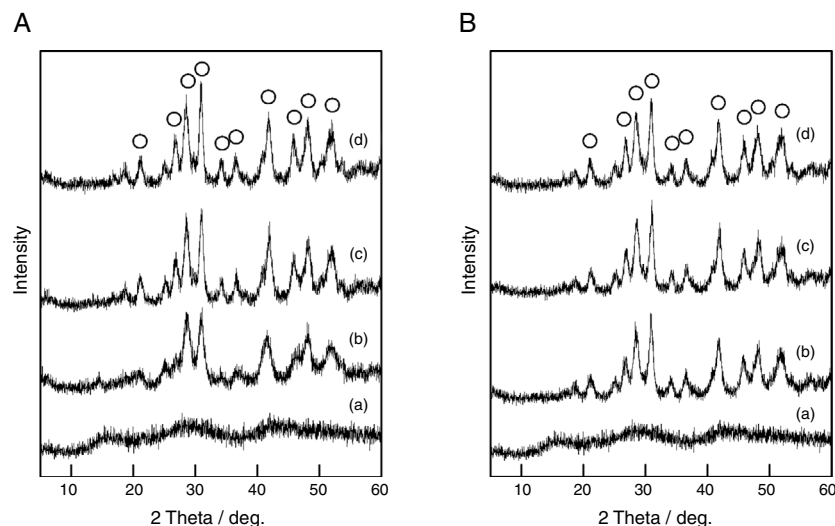 A
Intensity
(d)
(c)
(b)
(a)
10 20 30 40 50 60
2 Theta / deg.
B
Intensity
(d)
(c)
(b)
(a)
10 20 30 40 50 60
2 Theta / deg.